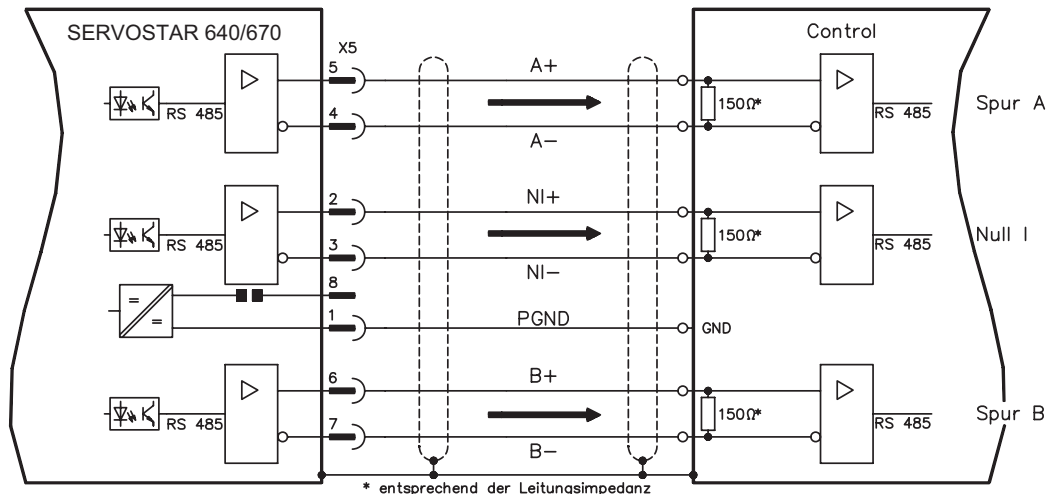 SERVOSTAR 640/670
X5
Control
5
A+
RS 485
150Ω*
RS 485
Spur A
4
A–
2
NI+
RS 485
150Ω*
RS 485
Null I
3
NI–
8
=
=
1
PGND
GND
6
B+
RS 485
150Ω*
RS 485
Spur B
7
B–
* entsprechend der Leitungsimpedanz